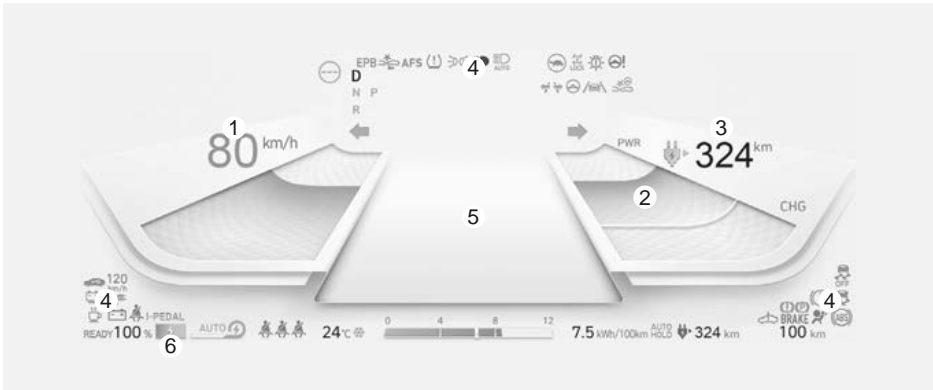 EPB AFS 4 AUTO LOCK
D
N P
R
1
80 km/h
PWR
3
324 km
2
CHG
5
120
km/h
4
I-PEDAL
READY 100 %
6
AUTO
24°C
0 4 8 12
7.5 kWh/100km
AUTO HOLD
324 km
OFF
4
BRAKE
ABS
100 km